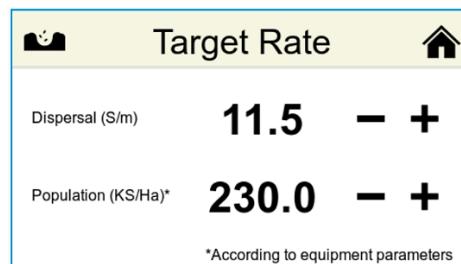 Target Rate
Dispersal (S/m) 11.5 − +
Population (KS/Ha)* 230.0 − +
*According to equipment parameters